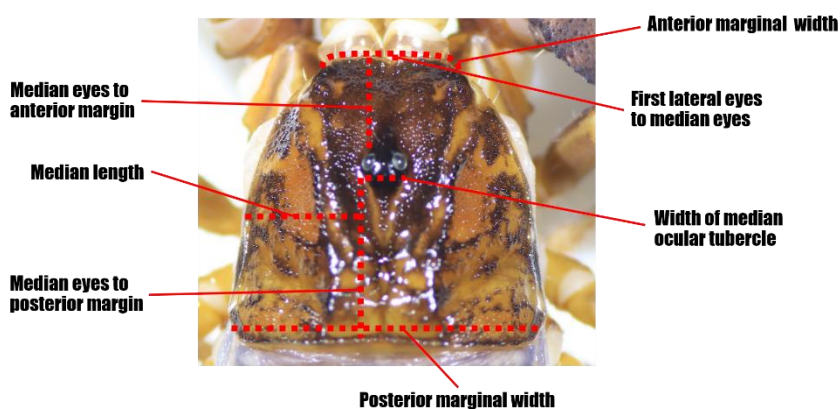 Anterior marginal width
Median eyes to
anterior margin
First lateral eyes
to median eyes
Median length
Width of median
ocular tubercle
Median eyes to
posterior margin
Posterior marginal width